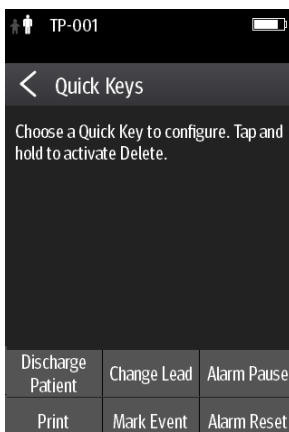 TP-001
Quick Keys
Choose a Quick Key to configure. Tap and
hold to activate Delete.
Discharge
Patient
Change Lead
Alarm Pause
Print
Mark Event
Alarm Reset